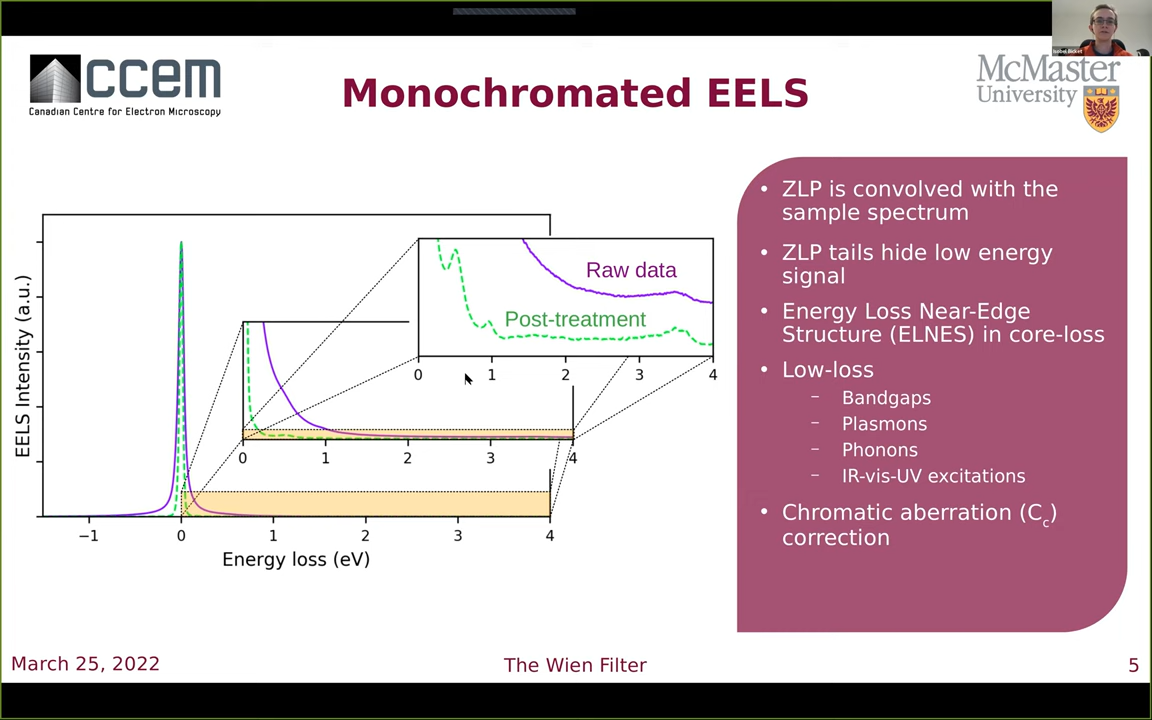 Isobel Bicket
ccem
Canadian Centre for Electron Microscopy
Monochromated EELS
McMaster
University
EELS Intensity (a.u.)
Raw data
Post-treatment
0 1 2 3 4
0 1 2 3 4
−1 0 1 2 3 4
Energy loss (eV)
• ZLP is convolved with the
sample spectrum
• ZLP tails hide low energy
signal
• Energy Loss Near-Edge
Structure (ELNES) in core-loss
• Low-loss
– Bandgaps
– Plasmons
– Phonons
– IR-vis-UV excitations
• Chromatic aberration (Cc)
correction
March 25, 2022
The Wien Filter
5